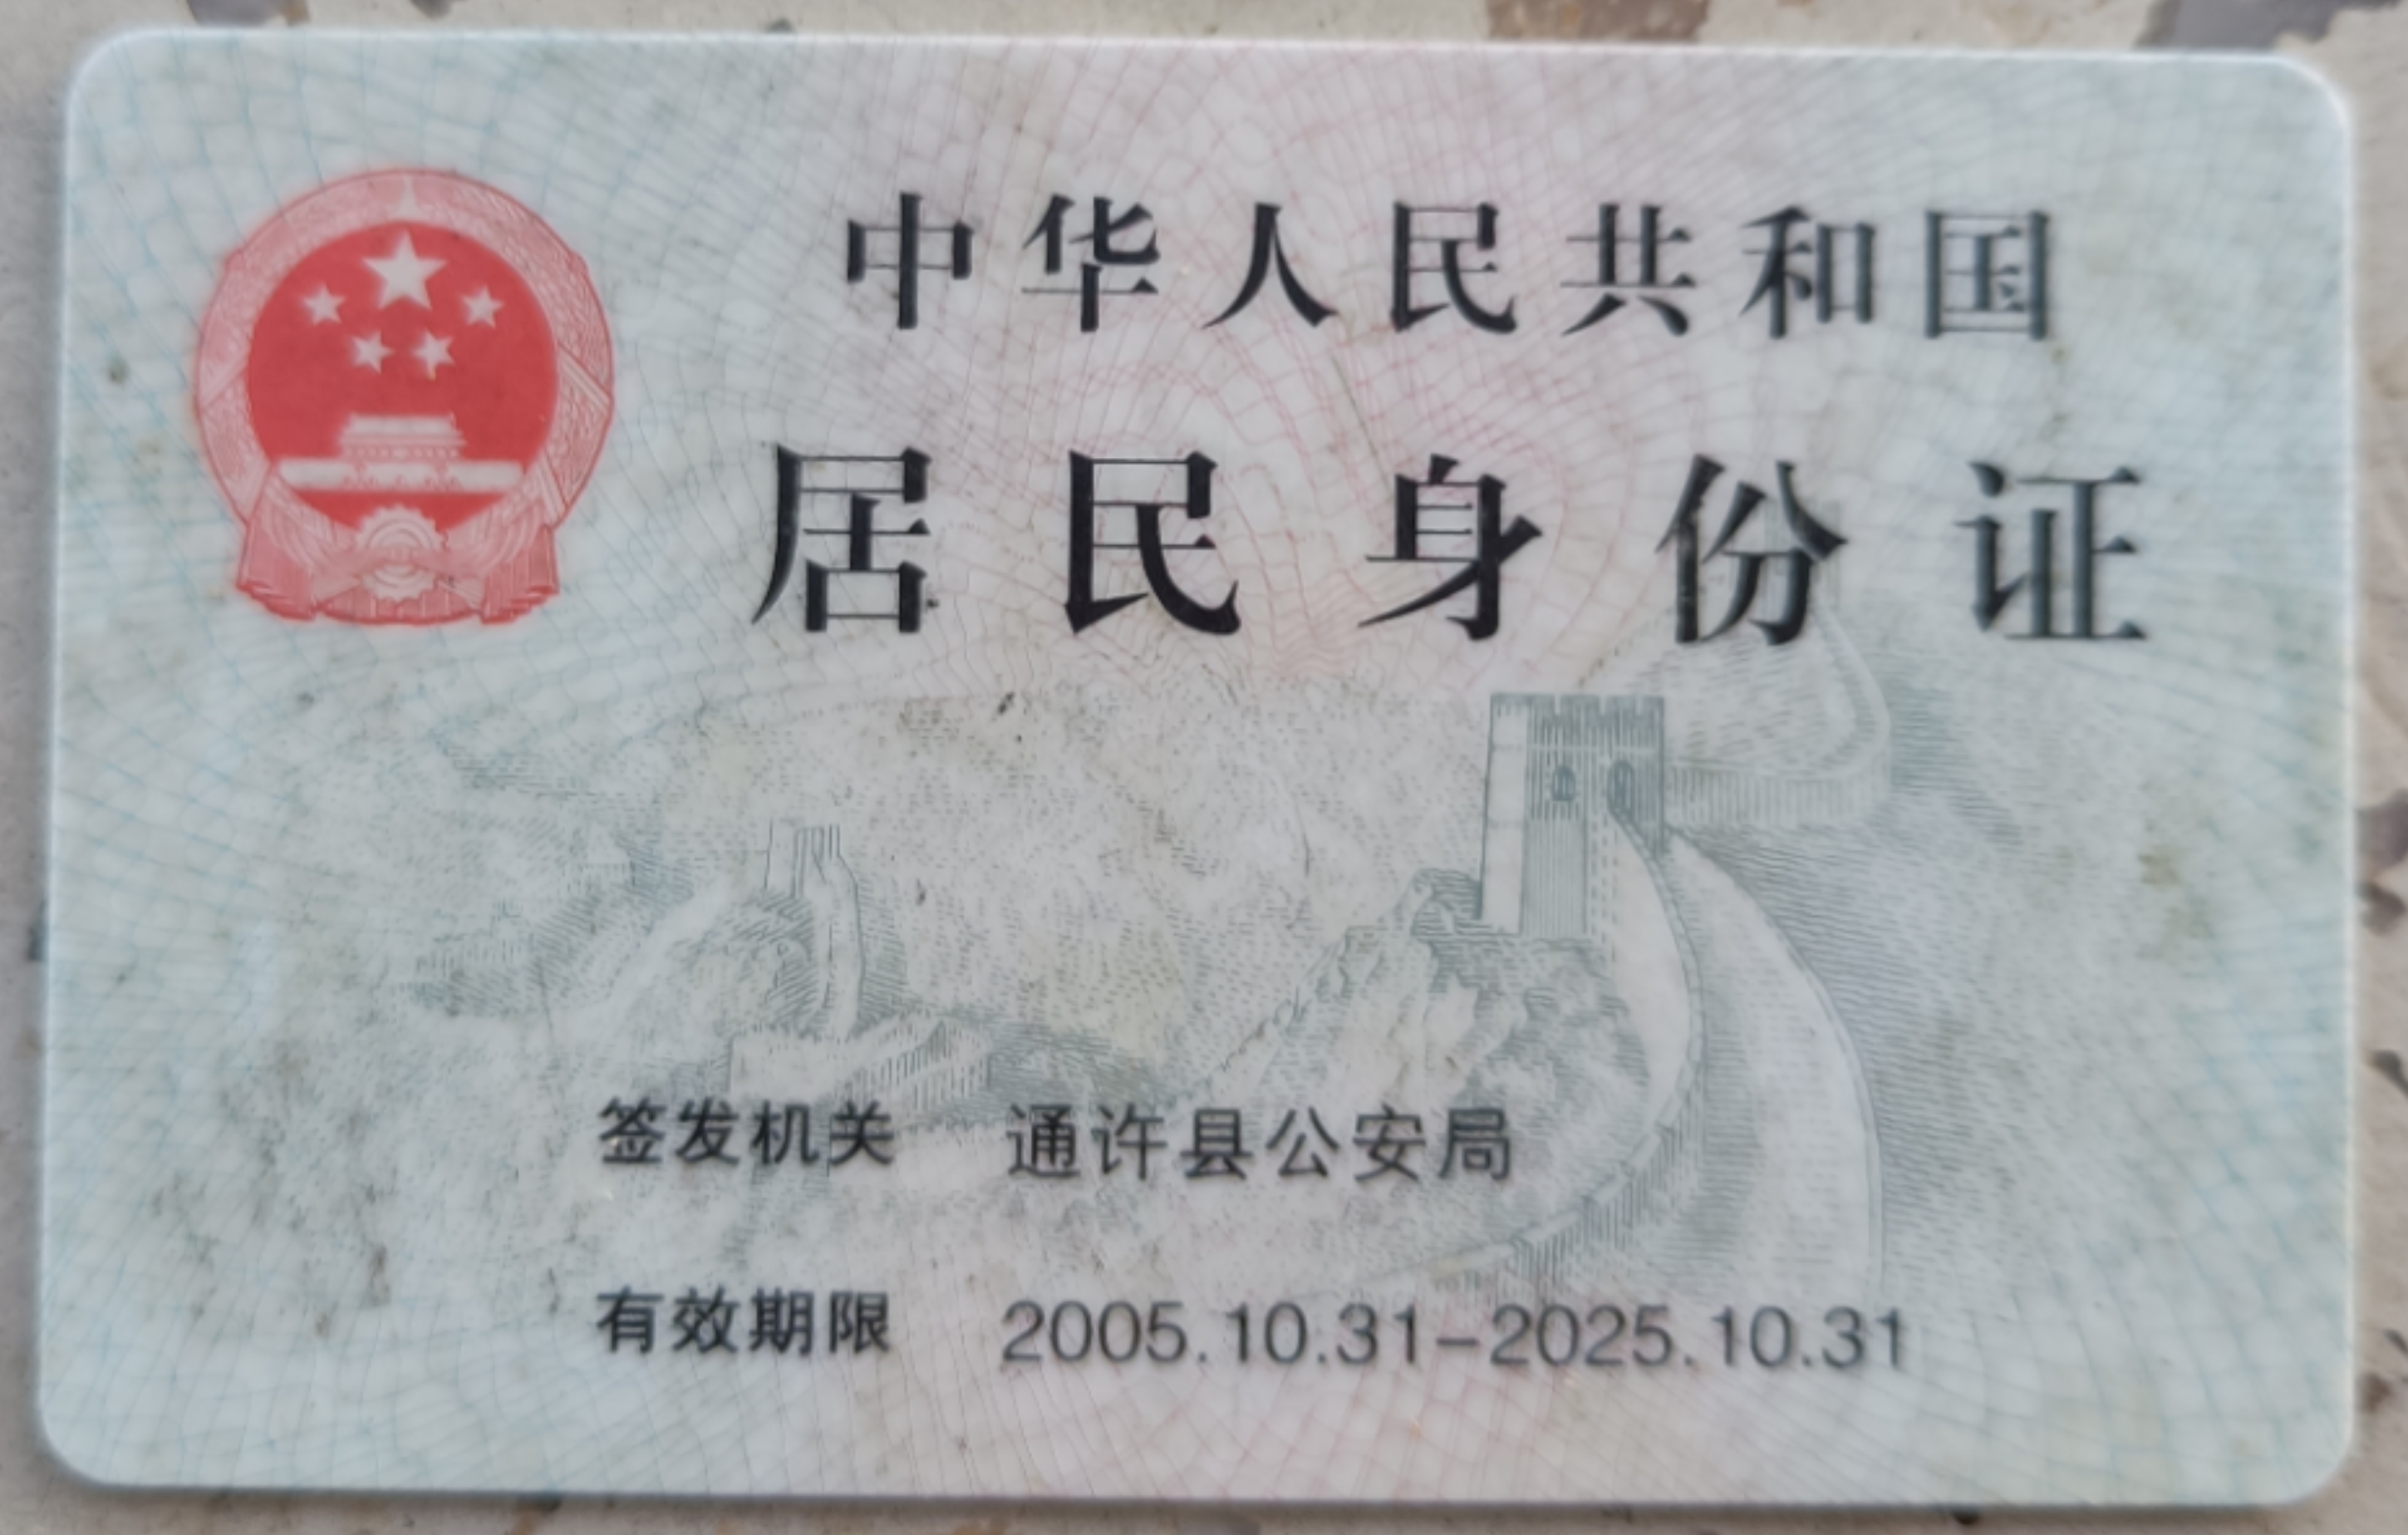 中华人民共和国
居民身份证
签发机关 通许县公安局
有效期限 2005.10.31-2025.10.31